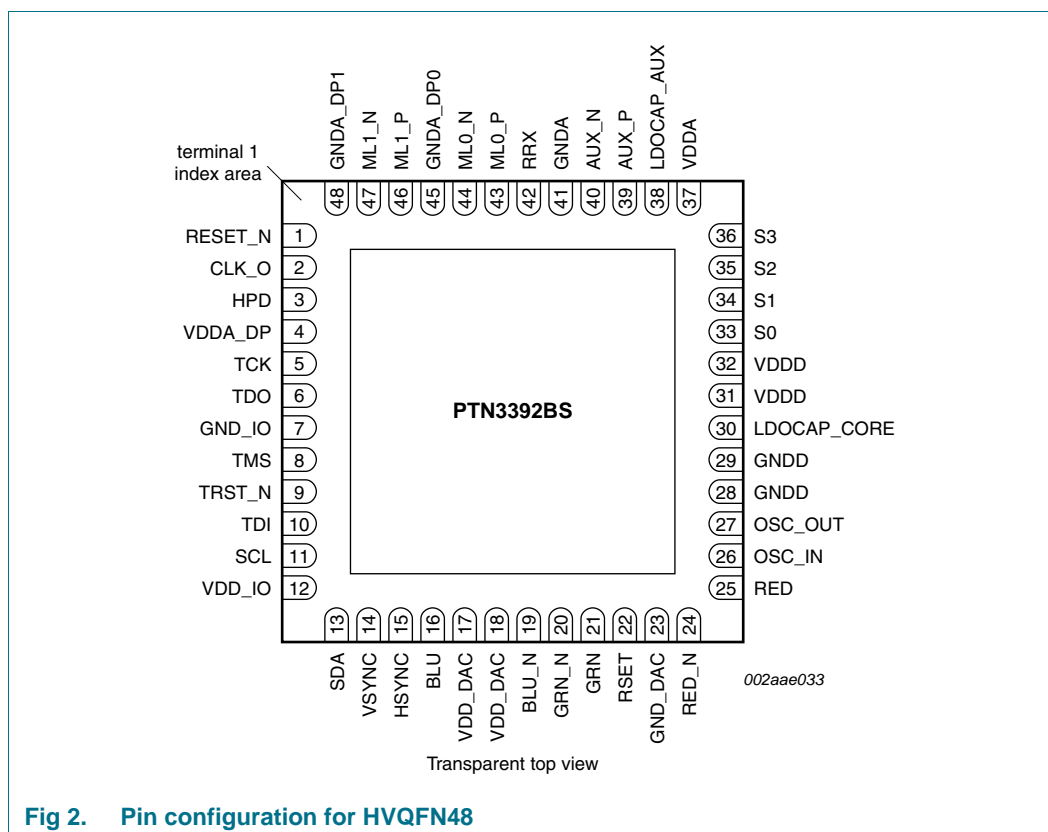 GNDA_DP1
ML1_N
ML1_P
GNDA_DP0
ML0_N
ML0_P
RRX
GNDA
AUX_N
AUX_P
LDOCAP_AUX
VDDA
terminal 1
index area
48 47 46 45 44 43 42 41 40 39 38 37
RESET_N 1
CLK_O 2
HPD 3
VDDA_DP 4
TCK 5
TDO 6
GND_IO 7
TMS 8
TRST_N 9
TDI 10
SCL 11
VDD_IO 12
PTN3392BS
36 S3
35 S2
34 S1
33 S0
32 VDDD
31 VDDD
30 LDOCAP_CORE
29 GNDD
28 GNDD
27 OSC_OUT
26 OSC_IN
25 RED
13 14 15 16 17 18 19 20 21 22 23 24
SDA
VSYNC
HSYNC
BLU
VDD_DAC
VDD_DAC
BLU_N
GRN_N
GRN
RSET
GND_DAC
RED_N
002aae033
Transparent top view
Fig 2. Pin configuration for HVQFN48